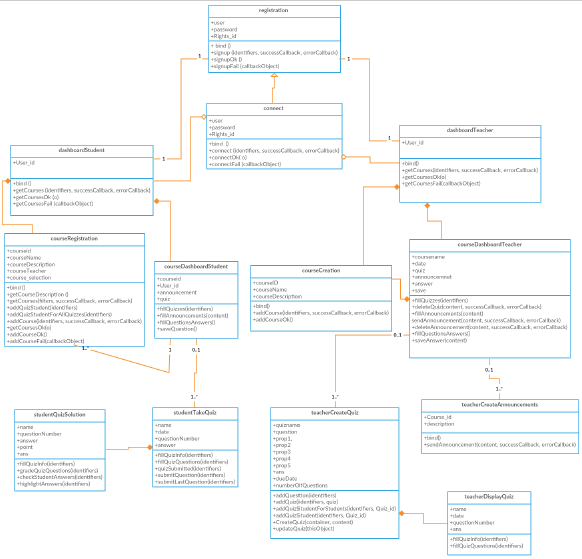 registration
+user
+password
+Rights_id
+ bind ()
+signup (identifiers, successCallback, errorCallback)
+signupOk ()
+signupFail (callbackObject)
1
1
connect
+user
+password
+Rights_id
+bind ()
+connect (identifiers, successCallback, errorCallback)
+connectOk( o)
+connectFail (callbackObject)
dashboardStudent
+User_id
+bind ()
+getCourses (identifiers, successCallback, errorCallback)
+getCoursesOk (o)
+getCoursesFail (callbackObject)
1
1
dashboardTeacher
+User_id
+bind()
+getCourses(identifiers, successCallback, errorCallback)
+getCoursesOk(o)
+getCoursesFail(callbackObject)
courseRegistration
+courseid
+courseName
+courseDescription
+courseTeacher
+course_selection
+bind()
+getCourseDescription ()
+getCourses(filters, successCallback, errorCallback)
+addQuizStudent(identifiers)
+addQuizStudentForAllQuizzes(identifiers)
+addCourse(identifiers, successCallback, errorCallback)
+getCoursesOk(o)
+addCourseOk()
+addCourseFail(callbackObject)
courseDashboardStudent
+courseid
+User_id
+announcement
+quiz
+fillQuizzes(identifiers)
+fillAnnouncements(content)
+fillQuestionsAnswers()
+saveQuestion()
courseCreation
+courseID
+courseName
+courseDescription
+bind()
+addCourse(identifiers, successCallback, errorCallback)
+addCourseOk()
courseDashboardTeacher
+coursename
+date
+quiz
+announcemnet
+answer
+save
+fillQuizzes(identifiers)
+deleteQuiz(content, successCallback, errorCallback)
+fillAnnouncements(content)
sendAnnouncement(content, successCallback, errorCallback)
+deleteAnnouncement(content, successCallback, errorCallback)
+fillQuestionsAnswers()
+saveAnswer(content)
1..*
1
0..1
0..1
0..1
1..*
1..*
1..*
studentQuizSolution
+name
+questionNumber
+answer
+point
+ans
+fillQuizInfo(identifiers)
+gradeQuizQuestions(identifiers)
+checkStudentAnswers(identifiers)
+highlightAnswers(identifiers)
studentTakeQuiz
+name
+date
+questionNumber
+answer
+fillQuizInfo(identifiers)
+fillQuizQuestions(identifiers)
+quizSubmitted(identifiers)
+submitQuestion(identifiers)
+submitLastQuestion(identifiers)
teacherCreateQuiz
+quizname
+question
+prop1,
+prop2
+prop3
+prop4
+prop5
+ans
+dueDate
+numberOfQuestions
+addQuestion(identifiers)
+addQuiz(identifiers, quiz)
+addQuizStudentForStudents(identifiers, Quiz_id)
+addQuizStudent(identifiers, Quiz_id)
+CreateQuiz(container, content)
+updateQuiz(thisObject)
teacherCreateAnnouncements
+Course_id
+description
+bind()
+sendAnnouncement(content, successCallback, errorCallback)
teacherDisplayQuiz
+name
+date
+questionNumber
+ans
+fillQuizInfo(identifiers)
+fillQuizQuestions(identifiers)